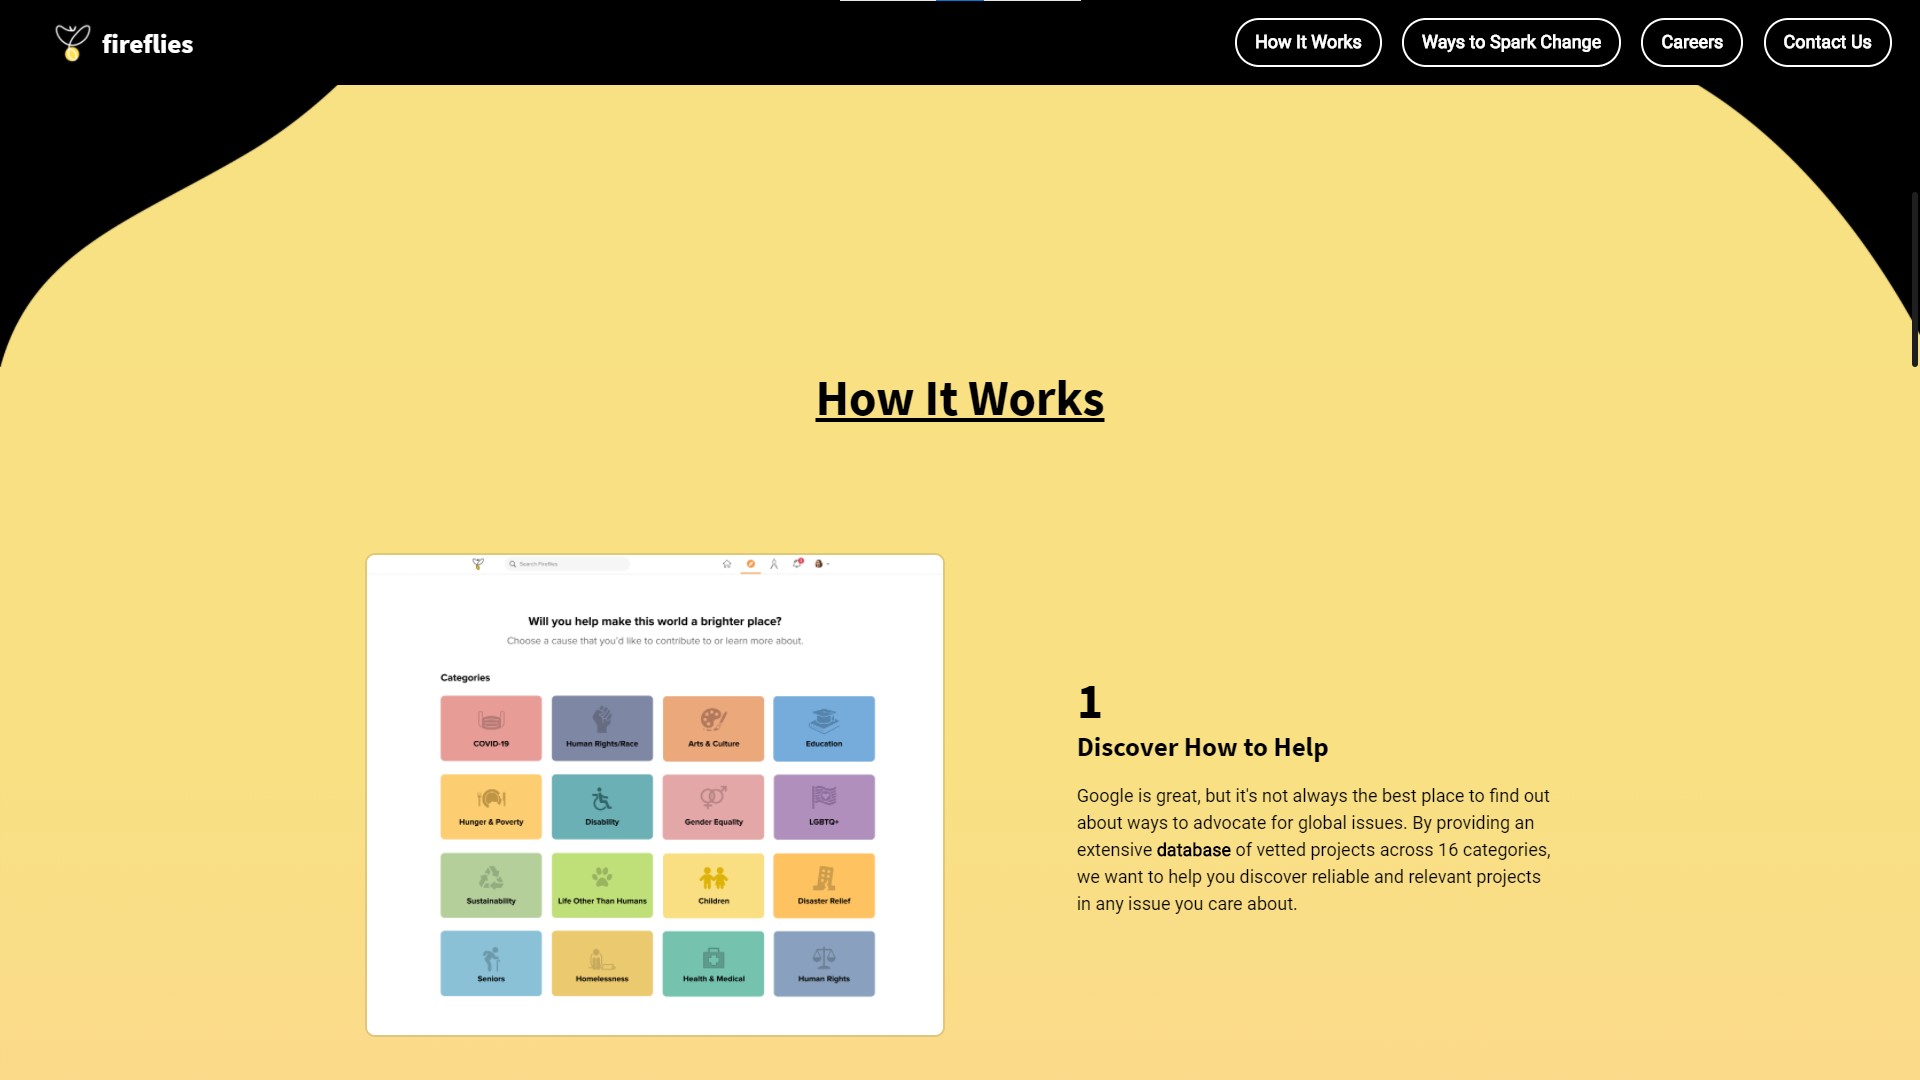 fireflies
How It Works
Ways to Spark Change
Careers
Contact Us
How It Works
Search Fireflies
Will you help make this world a brighter place?
Choose a cause that you'd like to contribute to or learn more about.
Categories
COVID-19
Human Rights/Race
Arts & Culture
Education
Hunger & Poverty
Disability
Gender Equality
LGBTQ+
Sustainability
Life Other Than Humans
Children
Disaster Relief
Seniors
Homelessness
Health & Medical
Human Rights
1
Discover How to Help
Google is great, but it's not always the best place to find out
about ways to advocate for global issues. By providing an
extensive database of vetted projects across 16 categories,
we want to help you discover reliable and relevant projects
in any issue you care about.